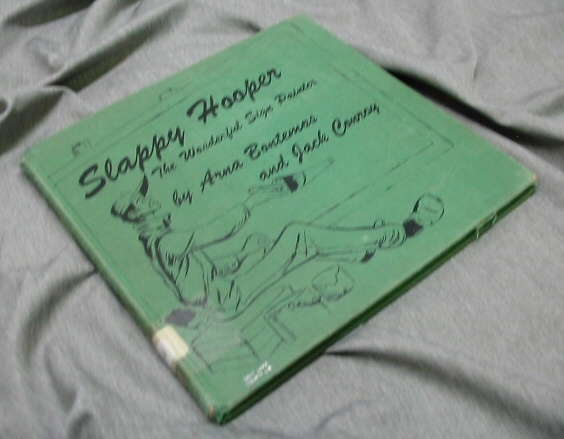 Slappy Hooper
The Wonderful Sign Painter
by Arna Bontemps
and Jack Conroy